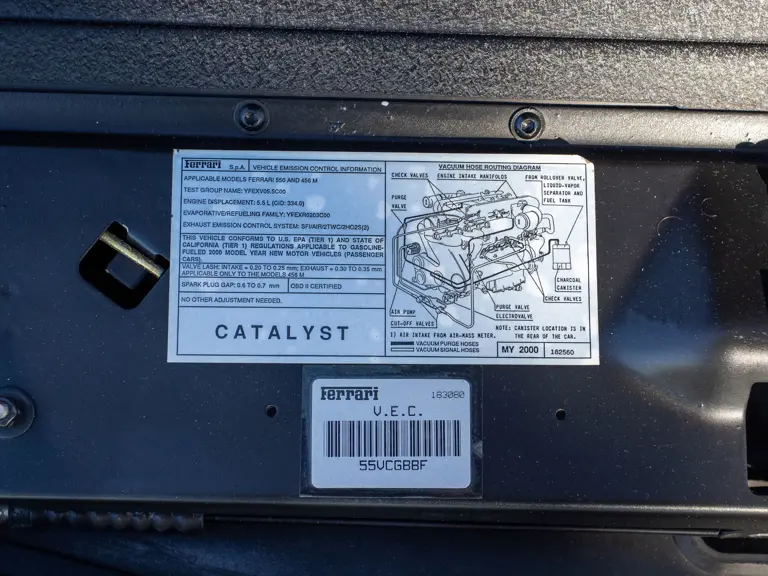 Ferrari S.p.A. VEHICLE EMISSION CONTROL INFORMATION
APPLICABLE MODELS FERRARI 550 AND 456 M
TEST GROUP NAME: YFEXV05.5C00
ENGINE DISPLACEMENT: 5.5 L (CID: 334.0)
EVAPORATIVE/REFUELING FAMILY: YFEXR0203C00
EXHAUST EMISSION CONTROL SYSTEM: SFI/AIR/2TWC/2HO2S(2)
THIS VEHICLE CONFORMS TO U.S. EPA (TIER 1) AND STATE OF
CALIFORNIA (TIER 1) REGULATIONS APPLICABLE TO GASOLINE-
FUELED 2000 MODEL YEAR NEW MOTOR VEHICLES (PASSENGER
CARS).
VALVE LASH: INTAKE = 0.20 TO 0.25 mm; EXHAUST = 0.30 TO 0.35 mm
APPLICABLE ONLY TO THE MODELS 456 M
SPARK PLUG GAP: 0.6 TO 0.7 mm OBD II CERTIFIED
NO OTHER ADJUSTMENT NEEDED.
CATALYST
VACUUM HOSE ROUTING DIAGRAM
CHECK VALVES
ENGINE INTAKE MANIFOLDS
FROM ROLLOVER VALVE,
LIQUID-VAPOR
SEPARATOR AND
FUEL TANK
PURGE
VALVE
CHARCOAL
CANISTER
CHECK VALVES
PURGE VALVE
ELECTROVALVE
AIR PUMP
CUT-OFF VALVES
NOTE: CANISTER LOCATION IS IN
THE REAR OF THE CAR.
1) AIR INTAKE FROM AIR-MASS METER.
VACUUM PURGE HOSES
VACUUM SIGNAL HOSES
MY 2000
182560
Ferrari 183080
V.E.C.
55VCGBBF